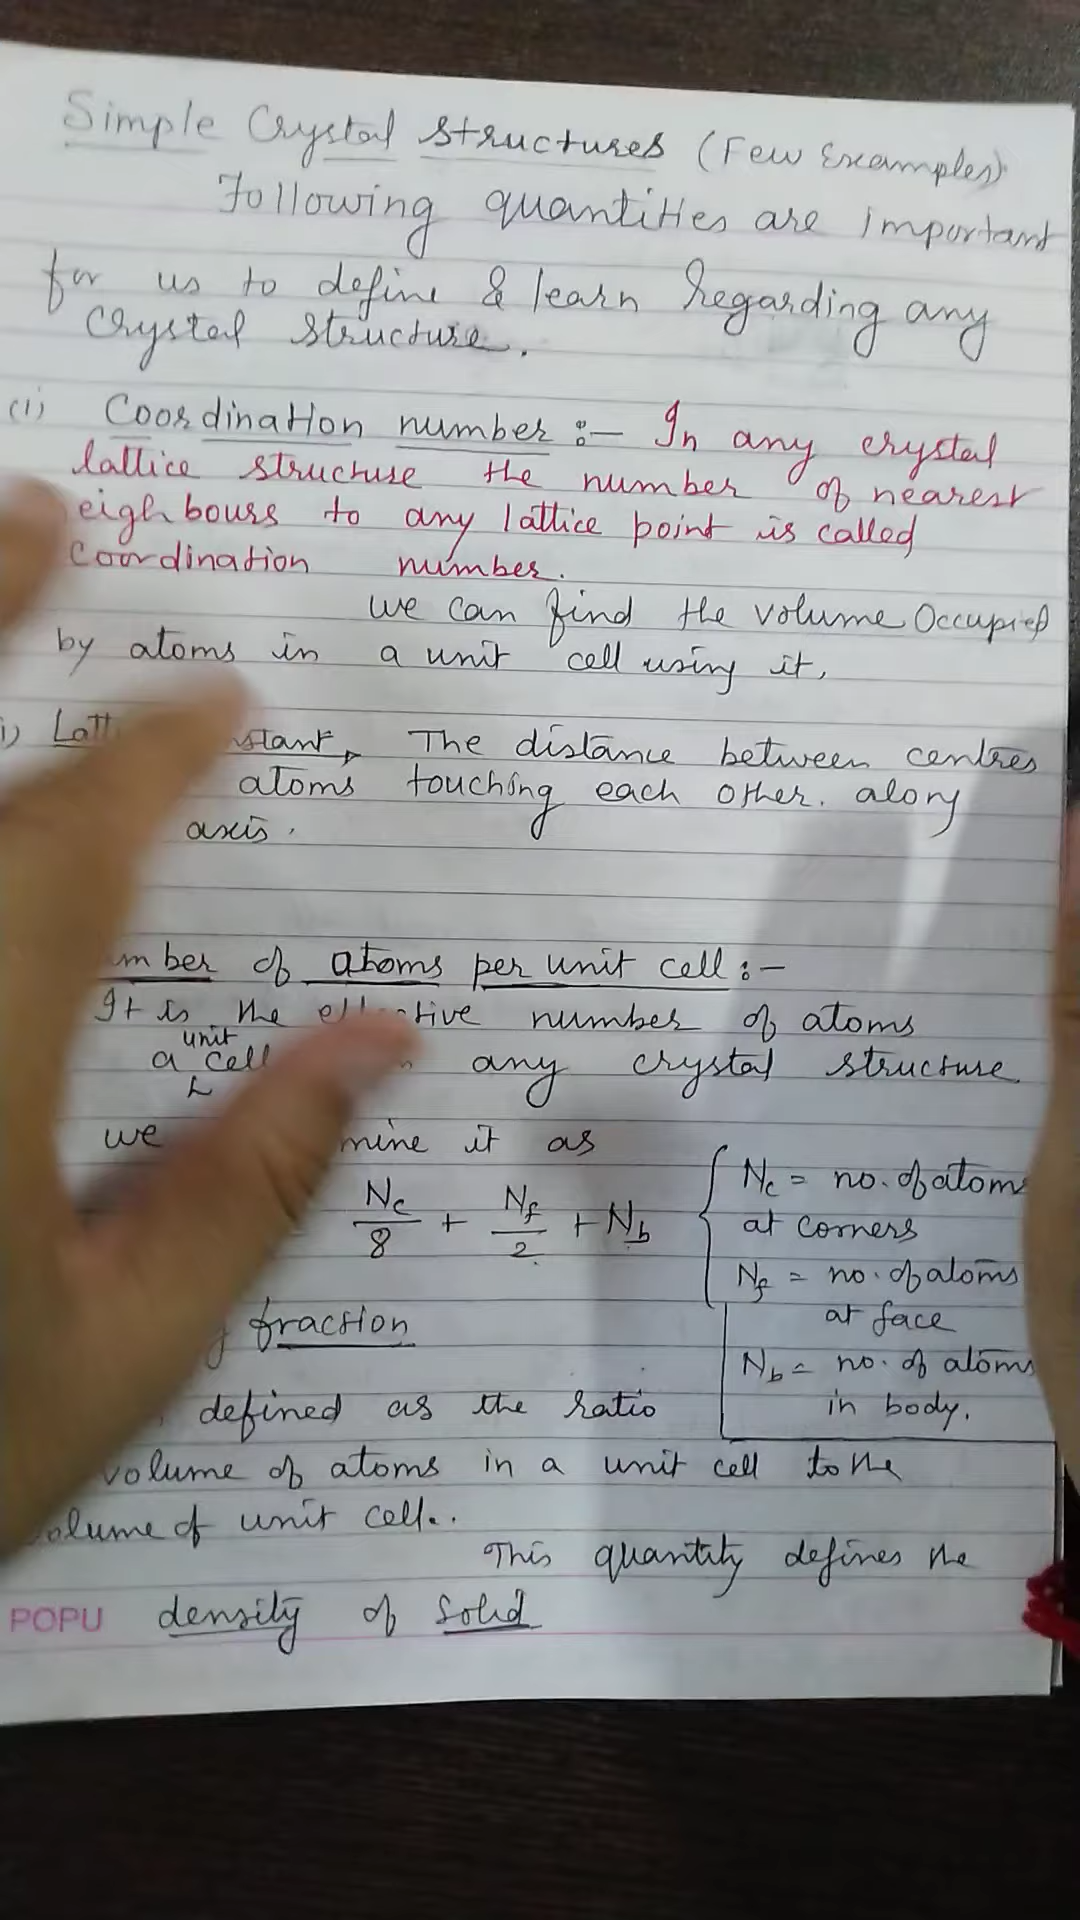 Simple Crystal Structures (Few Examples)
Following quantities are important
for us to define & learn Regarding any
Crystal Structure.
(i) Coordination number :- In any crystal
lattice structure the number of nearest
eighbours to any lattice point is called
Coordination number.
we can find the volume Occupied
by atoms in a unit cell using it.
i) Latt stant, The distance between centres
atoms touching each other. along
axis.
mber of atoms per unit cell :-
It is the number of atoms
unit
a cell any crystal structure
we mine it as
Nc/8 + Nf/2 + Nb
{ Nc = no. of atoms
at corners
Nf = no. of atoms
at face
Nb = no. of atoms
in body.
fraction
defined as the ratio
volume of atoms in a unit cell to the
olume of unit cell..
This quantity defines the
POPU density of Solid